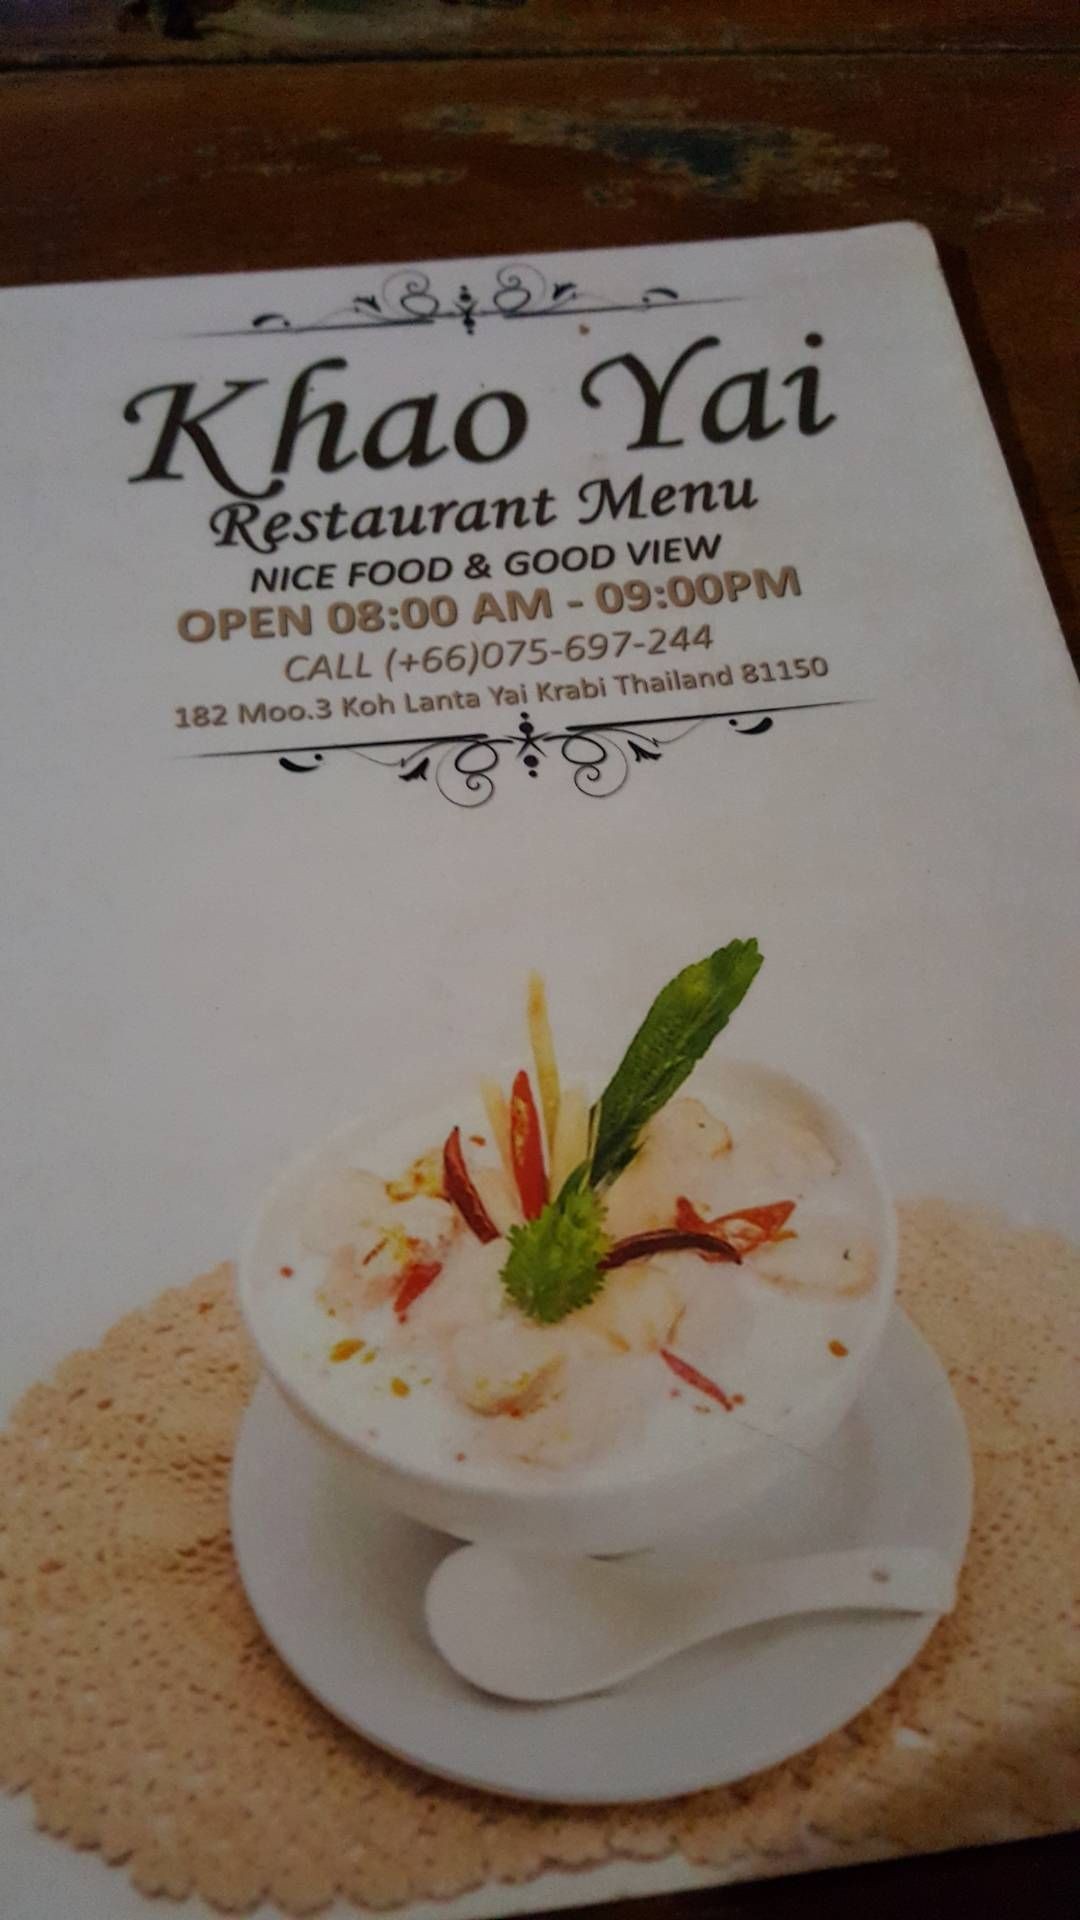 Khao Yai
Restaurant Menu
NICE FOOD & GOOD VIEW
OPEN 08:00 AM - 09:00PM
CALL (+66)075-697-244
182 Moo.3 Koh Lanta Yai Krabi Thailand 81150